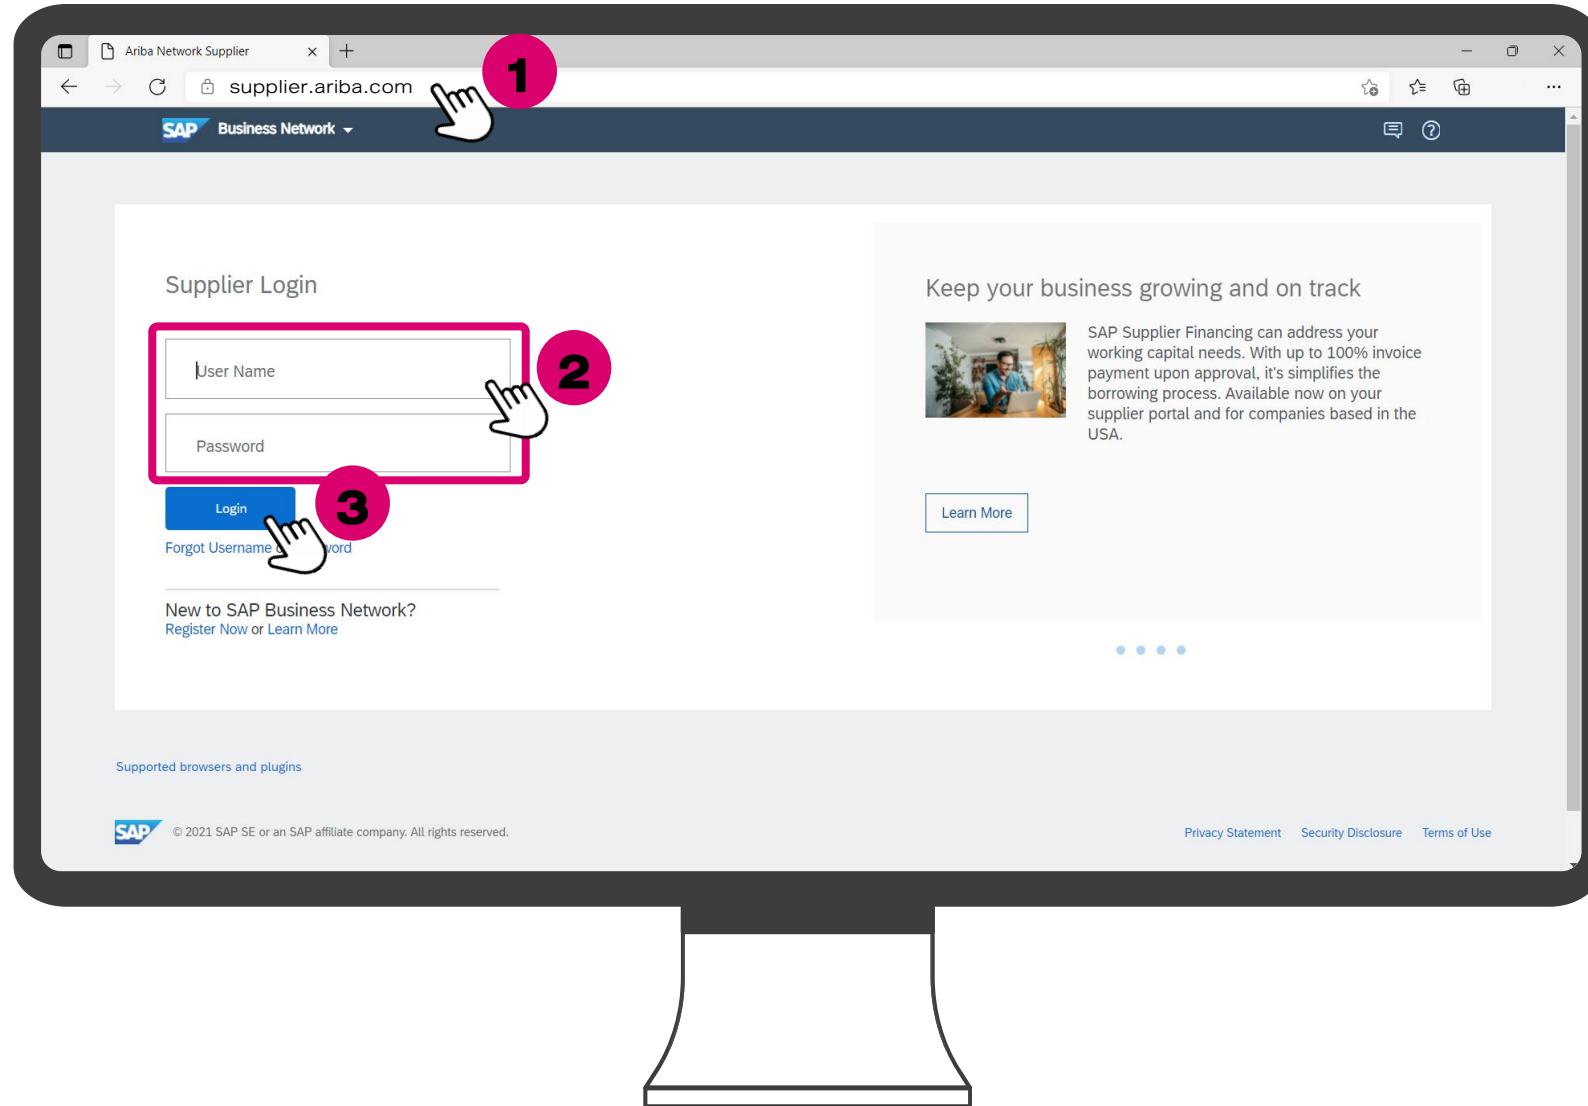 Ariba Network Supplier
supplier.ariba.com
1
SAP Business Network
Supplier Login
User Name
2
Password
Login
3
Forgot Username
New to SAP Business Network?
Register Now or Learn More
Keep your business growing and on track
SAP Supplier Financing can address your
working capital needs. With up to 100% invoice
payment upon approval, it's simplifies the
borrowing process. Available now on your
supplier portal and for companies based in the
USA.
Learn More
Supported browsers and plugins
SAP © 2021 SAP SE or an SAP affiliate company. All rights reserved.
Privacy Statement Security Disclosure Terms of Use